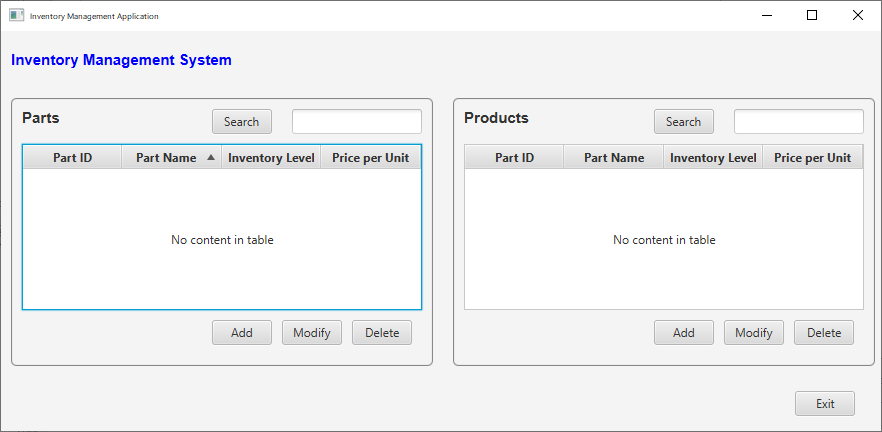 Inventory Management Application
Inventory Management System
Parts
Search
Part ID Part Name Inventory Level Price per Unit
No content in table
Add Modify Delete
Products
Search
Part ID Part Name Inventory Level Price per Unit
No content in table
Add Modify Delete
Exit